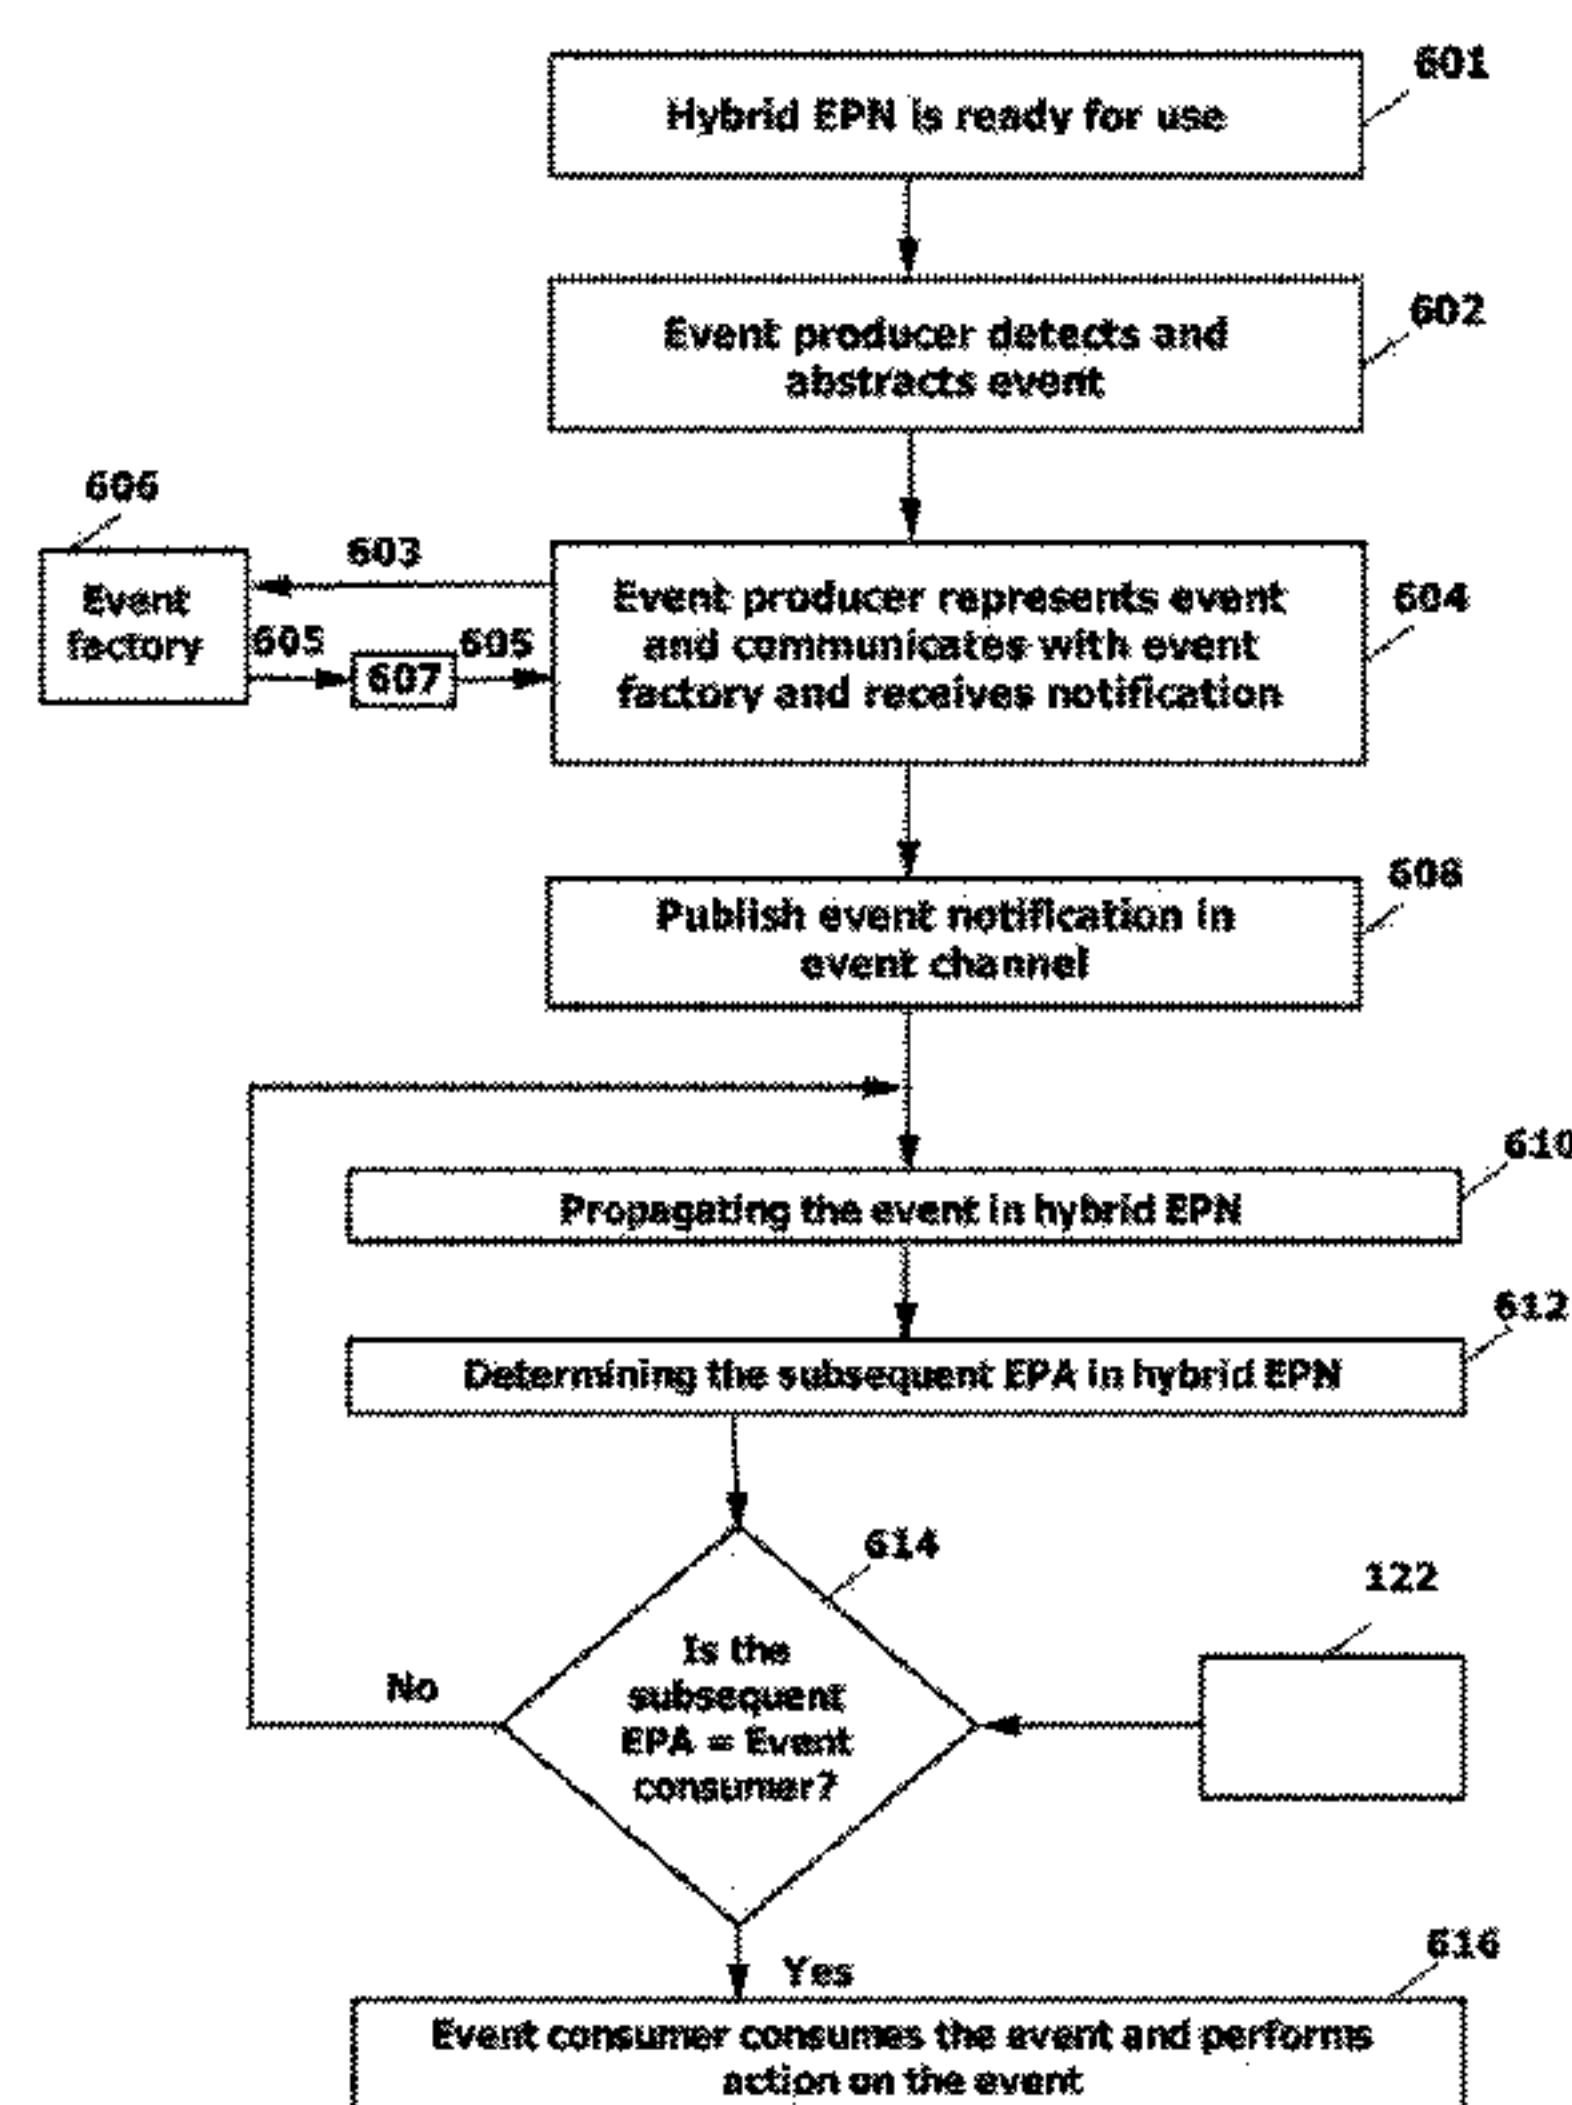 601
Hybrid EPN is ready for use
602
Event producer detects and
abstracts event
606
603
Event
factory
605
607
605
Event producer represents event
and communicates with event
factory and receives notification
604
608
Publish event notification in
event channel
610
Propagating the event in hybrid EPN
612
Determining the subsequent EPA in hybrid EPN
614
122
Is the
subsequent
EPA = Event
consumer?
No
Yes
616
Event consumer consumes the event and performs
action on the event